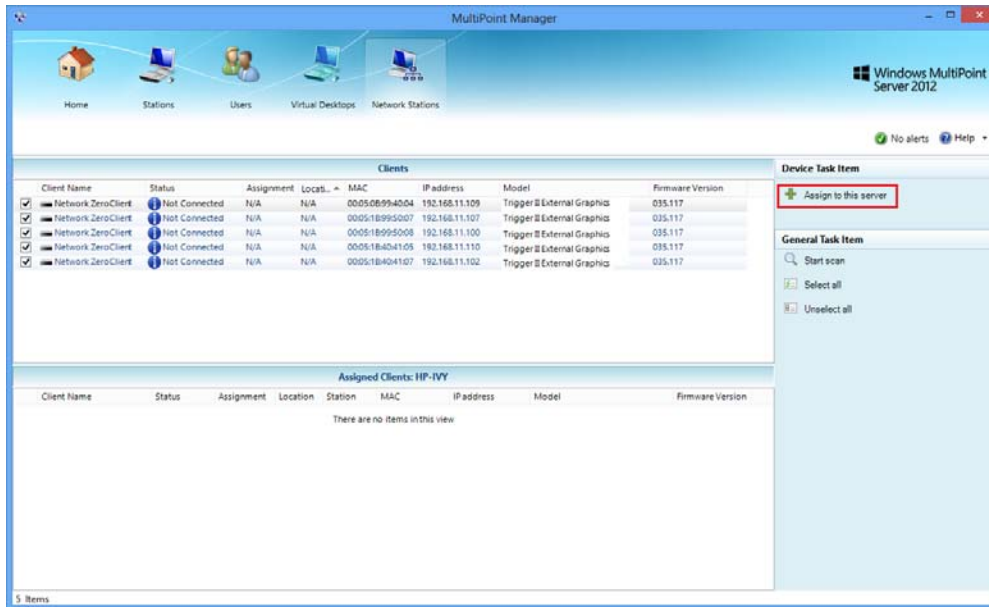 MultiPoint Manager
Home Stations Users Virtual Desktops Network Stations
Windows MultiPoint
Server 2012
No alerts Help
Clients
Client Name Status Assignment Locati... MAC IP address Model Firmware Version
Network ZeroClient Not Connected N/A N/A 00:05:0B:99:40:04 192.168.11.109 Trigger II External Graphics 035.117
Network ZeroClient Not Connected N/A N/A 00:05:1B:99:50:07 192.168.11.107 Trigger II External Graphics 035.117
Network ZeroClient Not Connected N/A N/A 00:05:1B:99:50:08 192.168.11.100 Trigger II External Graphics 035.117
Network ZeroClient Not Connected N/A N/A 00:05:1B:40:41:05 192.168.11.110 Trigger II External Graphics 035.117
Network ZeroClient Not Connected N/A N/A 00:05:1B:40:41:07 192.168.11.102 Trigger II External Graphics 035.117
Device Task Item
Assign to this server
General Task Item
Start scan
Select all
Unselect all
Assigned Clients: HP-IVY
Client Name Status Assignment Location Station MAC IP address Model Firmware Version
There are no items in this view
5 Items